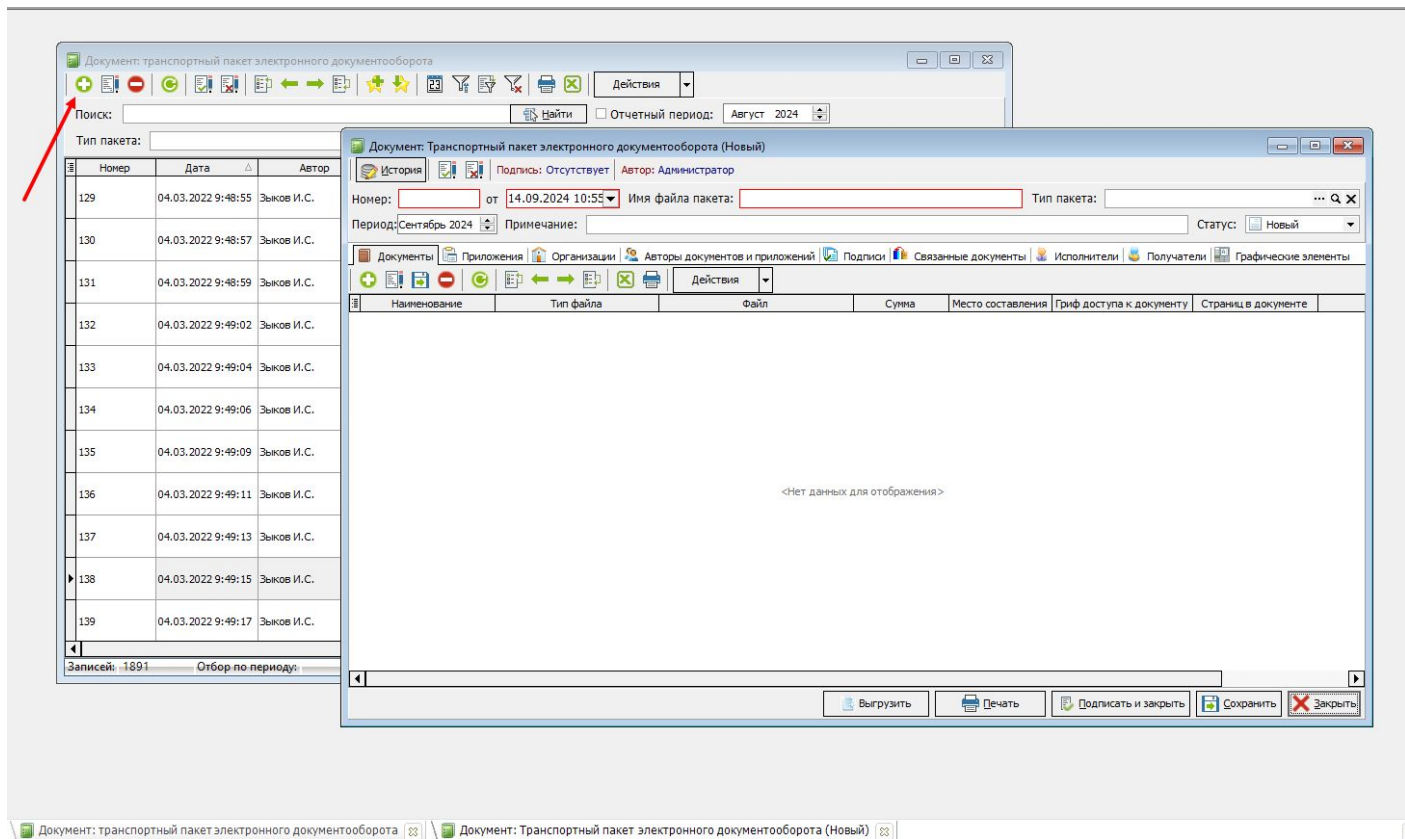 Документ: транспортный пакет электронного документооборота
23 Действия
Поиск: Найти Отчетный период: Август 2024
Тип пакета:
Номер Дата Автор
129 04.03.2022 9:48:55 Зыков И.С.
130 04.03.2022 9:48:57 Зыков И.С.
131 04.03.2022 9:48:59 Зыков И.С.
132 04.03.2022 9:49:02 Зыков И.С.
133 04.03.2022 9:49:04 Зыков И.С.
134 04.03.2022 9:49:06 Зыков И.С.
135 04.03.2022 9:49:09 Зыков И.С.
136 04.03.2022 9:49:11 Зыков И.С.
137 04.03.2022 9:49:13 Зыков И.С.
138 04.03.2022 9:49:15 Зыков И.С.
139 04.03.2022 9:49:17 Зыков И.С.
Записей: 1891 Отбор по периоду:
Документ: Транспортный пакет электронного документооборота (Новый)
История Подпись: Отсутствует Автор: Администратор
Номер: от 14.09.2024 10:55 Имя файла пакета: Тип пакета:
Период: Сентябрь 2024 Примечание: Статус: Новый
Документы Приложения Организации Авторы документов и приложений Подписи Связанные документы Исполнители Получатели Графические элементы
Действия
Наименование Тип файла Файл Сумма Место составления Гриф доступа к документу Страниц в документе
<Нет данных для отображения>
Выгрузить Печать Подписать и закрыть Сохранить Закрыть
Документ: транспортный пакет электронного документооборота Документ: Транспортный пакет электронного документооборота (Новый)